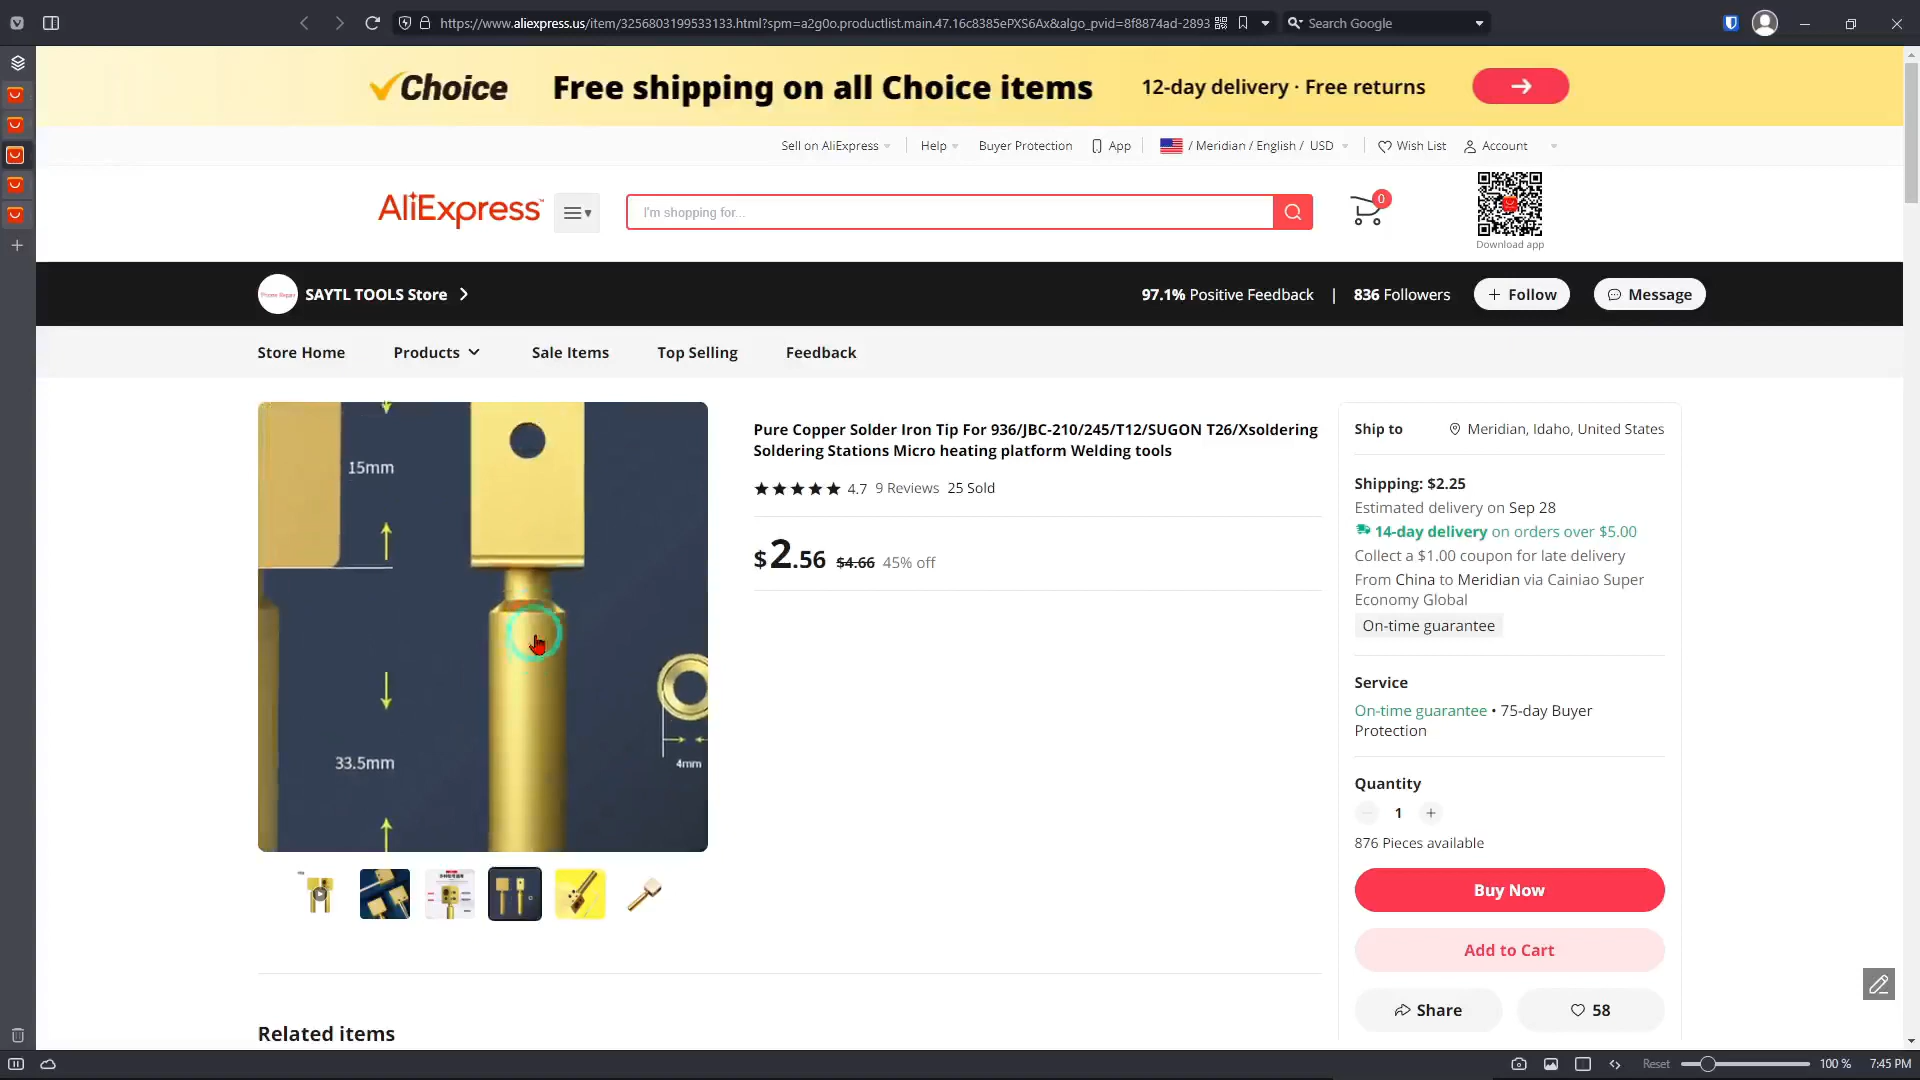 https://www.aliexpress.us/item/3256803199533133.html?spm=a2g0o.productlist.main.47.16c8385ePXS6Ax&algo_pvid=8f8874ad-2893
Search Google
Choice
Free shipping on all Choice items
12-day delivery · Free returns
Sell on AliExpress
Help
Buyer Protection
App
/ Meridian / English / USD
Wish List
Account
AliExpress
I'm shopping for...
0
Download app
SAYTL TOOLS Store
97.1% Positive Feedback | 836 Followers
+ Follow
Message
Store Home
Products
Sale Items
Top Selling
Feedback
15mm
33.5mm
4mm
Pure Copper Solder Iron Tip For 936/JBC-210/245/T12/SUGON T26/Xsoldering
Soldering Stations Micro heating platform Welding tools
4.7 9 Reviews 25 Sold
$2.56 $4.66 45% off
Ship to
Meridian, Idaho, United States
Shipping: $2.25
Estimated delivery on Sep 28
14-day delivery on orders over $5.00
Collect a $1.00 coupon for late delivery
From China to Meridian via Cainiao Super
Economy Global
On-time guarantee
Service
On-time guarantee • 75-day Buyer
Protection
Quantity
1
876 Pieces available
Buy Now
Add to Cart
Share
58
Related items
Reset
100 %
7:45 PM